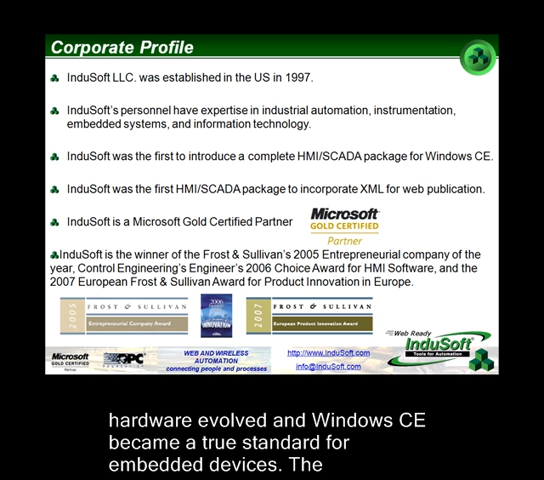 Corporate Profile
InduSoft LLC. was established in the US in 1997.
InduSoft's personnel have expertise in industrial automation, instrumentation,
embedded systems, and information technology.
InduSoft was the first to introduce a complete HMI/SCADA package for Windows CE.
InduSoft was the first HMI/SCADA package to incorporate XML for web publication.
InduSoft is a Microsoft Gold Certified Partner
Microsoft
GOLD CERTIFIED
Partner
InduSoft is the winner of the Frost & Sullivan's 2005 Entrepreneurial company of the
year, Control Engineering's Engineer's 2006 Choice Award for HMI Software, and the
2007 European Frost & Sullivan Award for Product Innovation in Europe.
2005
FROST & SULLIVAN
Entrepreneurial Company Award
2006
INNOVATION
2007
FROST & SULLIVAN
European Product Innovation Award
Web Ready
InduSoft
Tools for Automation
Microsoft
GOLD CERTIFIED
Partner
OPC
FOUNDATION
WEB AND WIRELESS
AUTOMATION
connecting people and processes
http://www.InduSoft.com
info@InduSoft.com
hardware evolved and Windows CE
became a true standard for
embedded devices. The